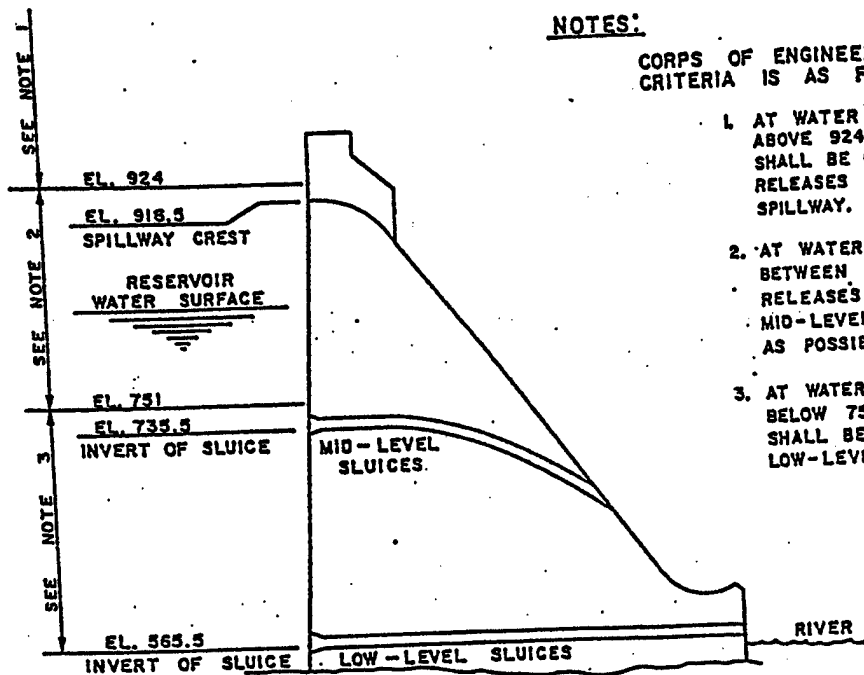 NOTES:
CORPS OF ENGINEE
CRITERIA IS AS F
1. AT WATER
ABOVE 924
SHALL BE
RELEASES
SPILLWAY.
2. AT WATER
BETWEEN
RELEASES
MID-LEVEL
AS POSSIB
3. AT WATER
BELOW 75
SHALL BE
LOW-LEV
SEE NOTE 1
EL. 924
EL. 918.5
SPILLWAY CREST
SEE NOTE 2
RESERVOIR
WATER SURFACE
EL. 751
EL. 735.5
INVERT OF SLUICE
MID-LEVEL
SLUICES.
SEE NOTE 3
EL. 565.5
INVERT OF SLUICE
LOW-LEVEL SLUICES
RIVER